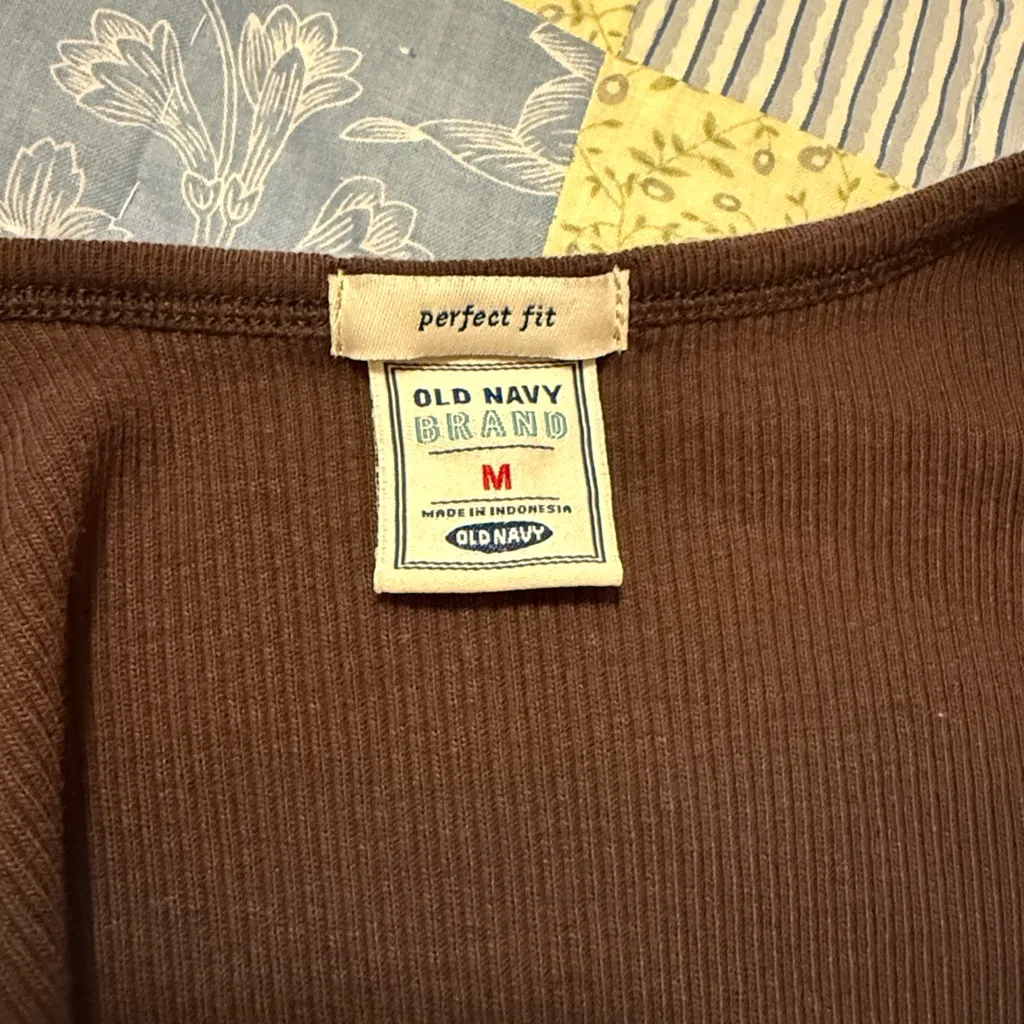 perfect fit
OLD NAVY
BRAND
M
MADE IN INDONESIA
OLD NAVY